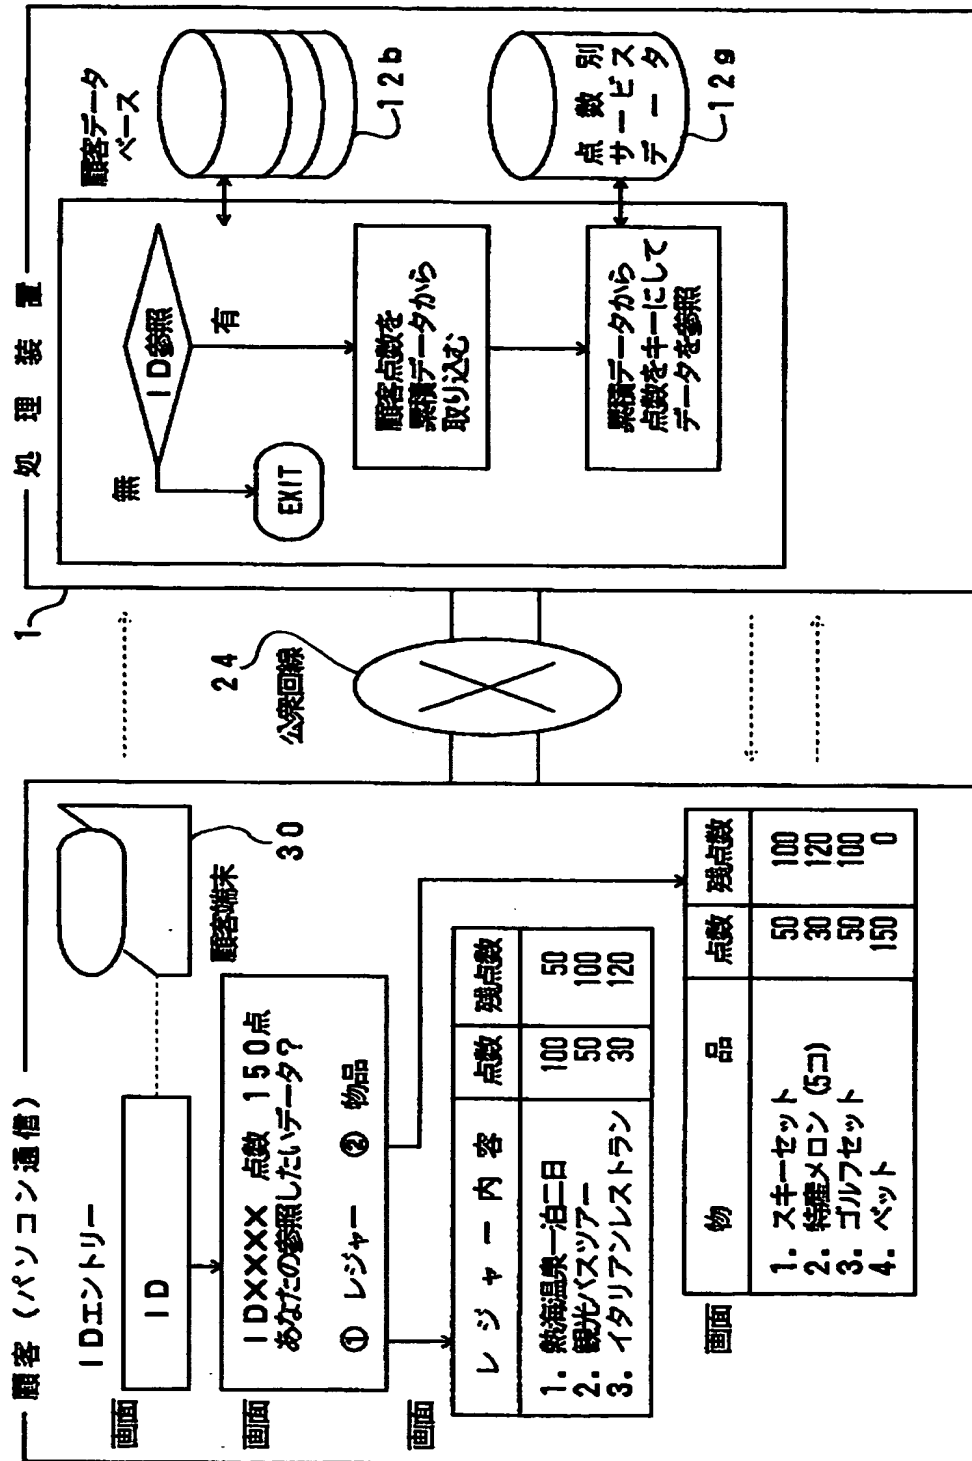 顧客(パソコン通信)
IDエントリー
画面
ID
30
顧客端末
画面
IDXXXX 点数 150点
あなたの参照したいデータ?
① レジャー ② 物品
画面
レジャー内容 点数 残点数
1. 熱海温泉一泊二日 100 50
2. 観光バスツアー 50 100
3. イタリアンレストラン 30 120
画面
物品 点数 残点数
1. スキーセット 50 100
2. 特産メロン (5コ) 30 120
3. ゴルフセット 50 100
4. ベット 150 0
24
公衆回線
1
処理装置
無
ID参照
有
EXIT
顧客点数を
累積データから
取り込む
累積データから
点数をキーにして
データを参照
顧客データ
ベース
12b
点数別
サービス
データ
12g